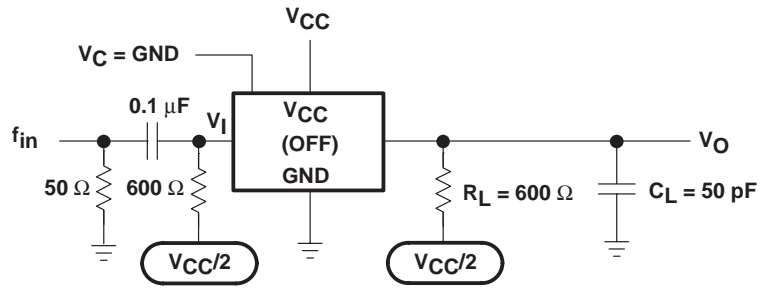 VCC
VC = GND
0.1 μF
fin
VI
VCC
(OFF)
GND
VO
50 Ω
600 Ω
RL = 600 Ω
CL = 50 pF
VCC/2
VCC/2